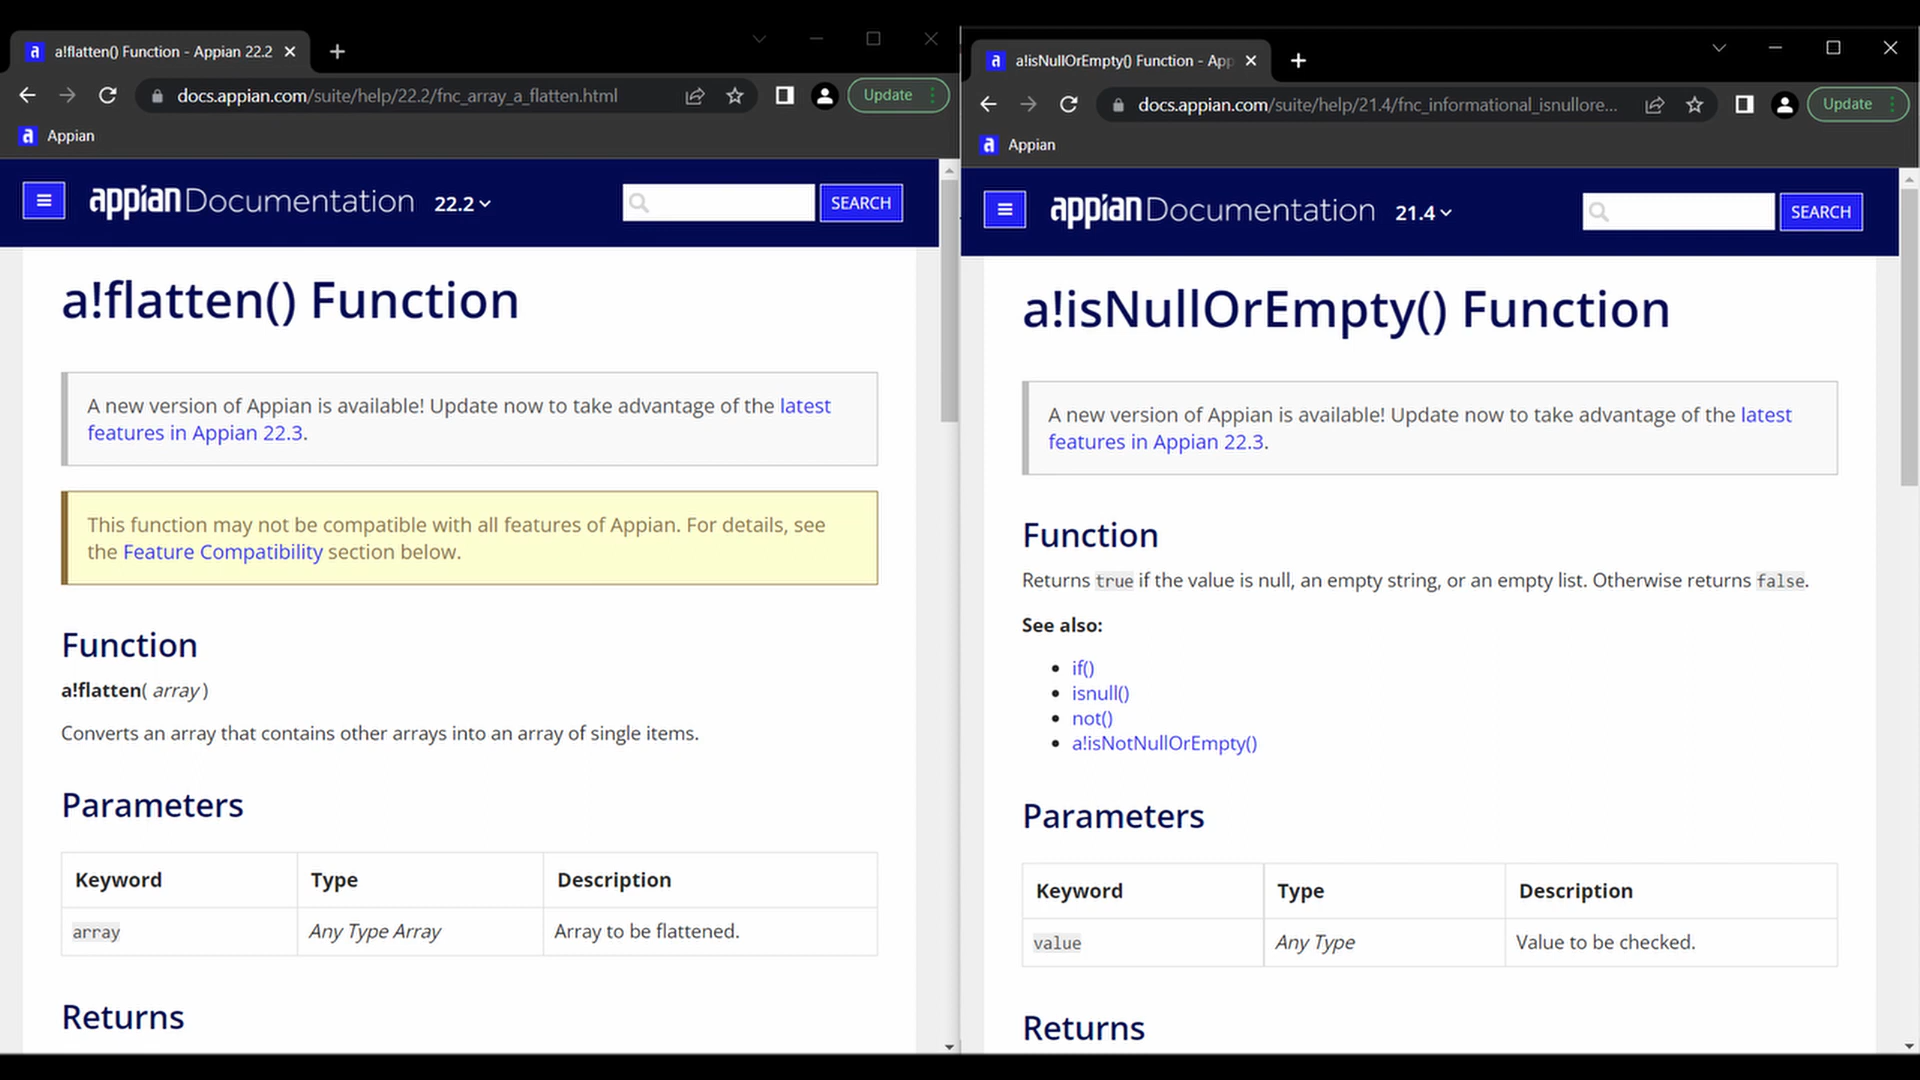 a!flatten() Function - Appian 22.2
docs.appian.com/suite/help/22.2/fnc_array_a_flatten.html
Update
Appian
appian Documentation 22.2
SEARCH
a!flatten() Function
A new version of Appian is available! Update now to take advantage of the latest
features in Appian 22.3.
This function may not be compatible with all features of Appian. For details, see
the Feature Compatibility section below.
Function
a!flatten( array )
Converts an array that contains other arrays into an array of single items.
Parameters
Keyword Type Description
array Any Type Array Array to be flattened.
Returns
a!isNullOrEmpty() Function - App
docs.appian.com/suite/help/21.4/fnc_informational_isnullore...
Update
Appian
appian Documentation 21.4
SEARCH
a!isNullOrEmpty() Function
A new version of Appian is available! Update now to take advantage of the latest
features in Appian 22.3.
Function
Returns true if the value is null, an empty string, or an empty list. Otherwise returns false.
See also:
if()
isnull()
not()
a!isNotNullOrEmpty()
Parameters
Keyword Type Description
value Any Type Value to be checked.
Returns